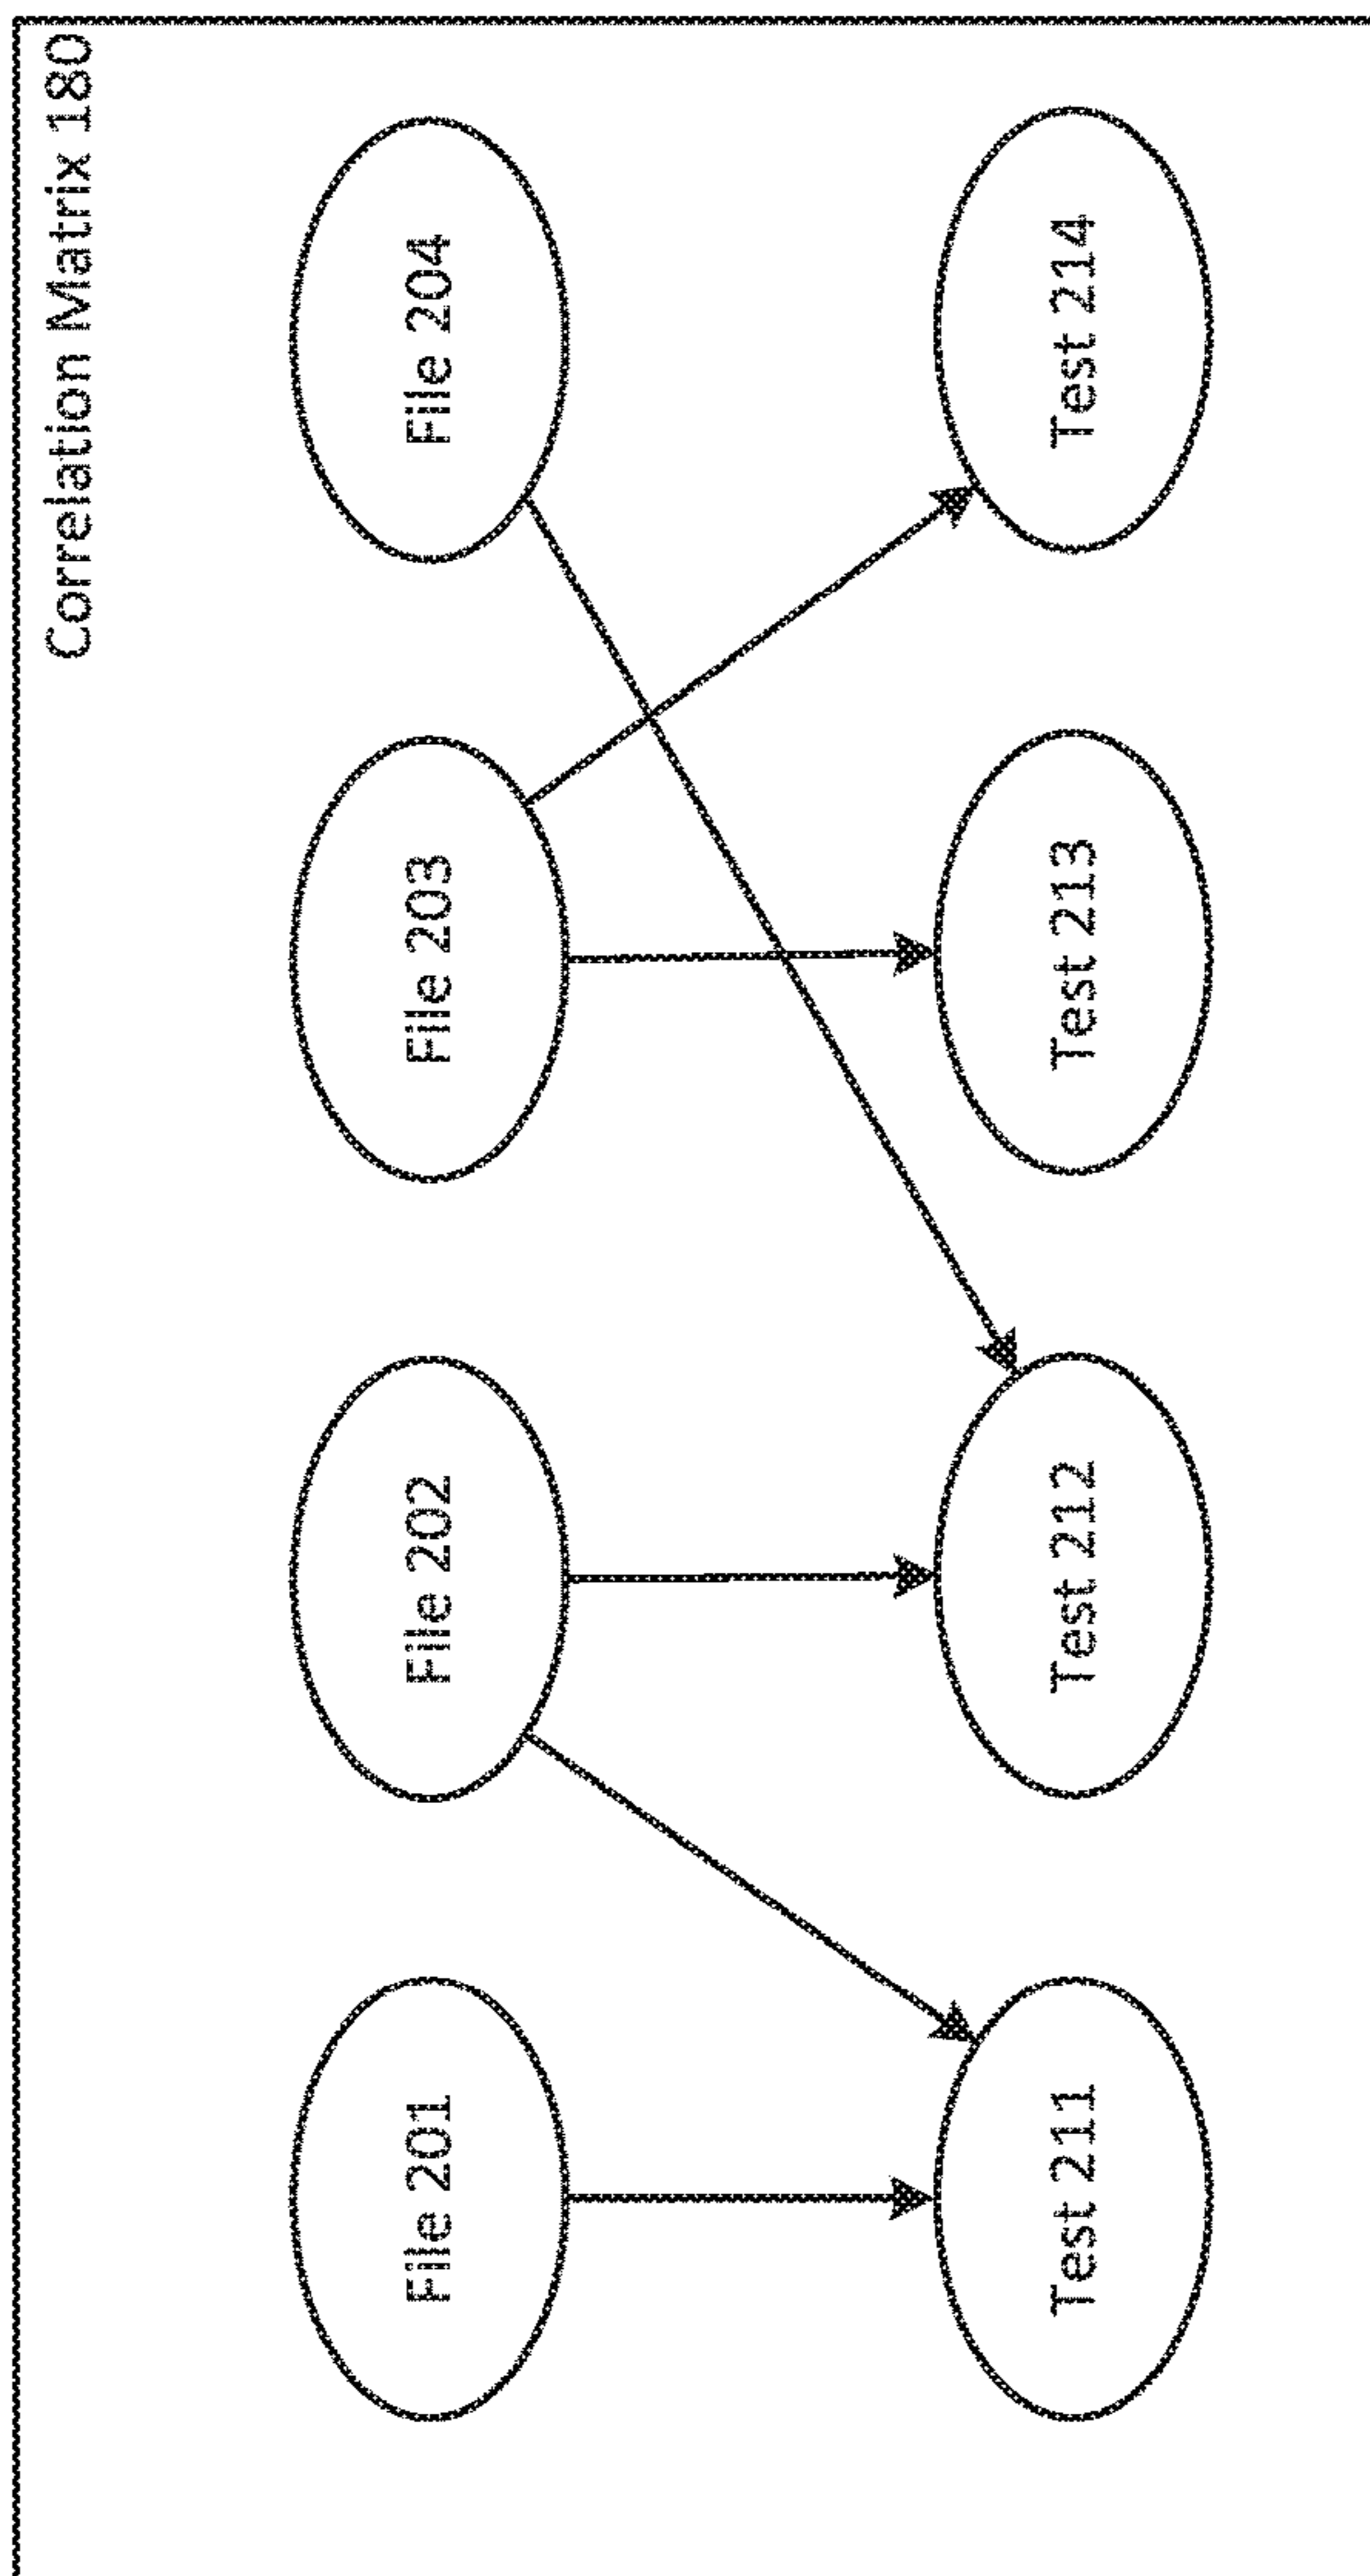 Correlation Matrix 180
File 201
File 202
File 203
File 204
Test 211
Test 212
Test 213
Test 214